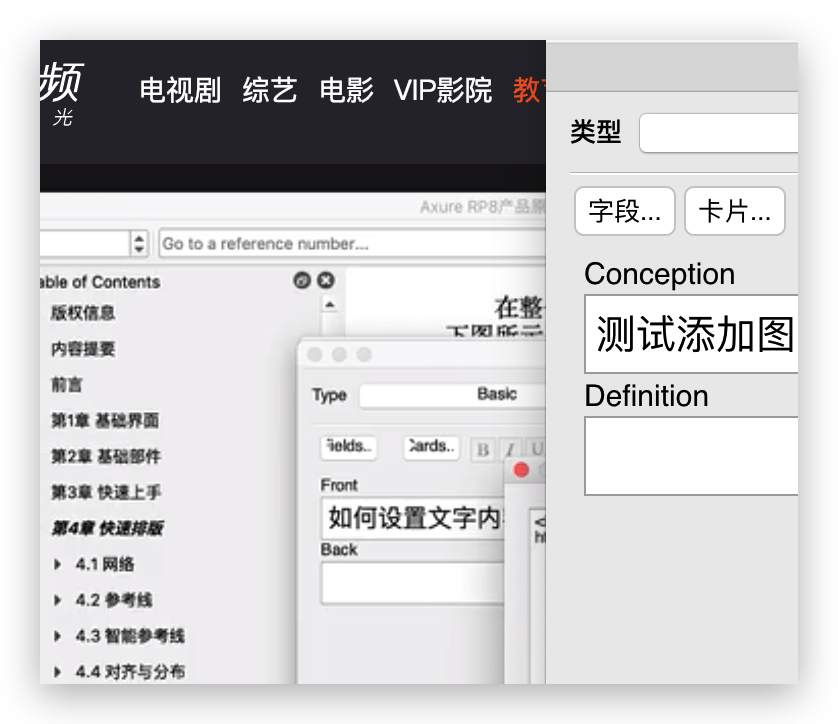 频
光
电视剧 综艺 电影 VIP影院
类型
Axure RP8产品原
字段... 卡片...
Go to a reference number...
Conception
able of Contents
版权信息
在整
测试添加图
下图所示
内容提要
前言
Type Basic
Definition
第1章 基础界面
ields.. Cards.. B I U
第2章 基础部件
Front
第3章 快速上手
如何设置文字内
第4章 快速排版
Back
4.1 网络
4.2 参考线
4.3 智能参考线
4.4 对齐与分布